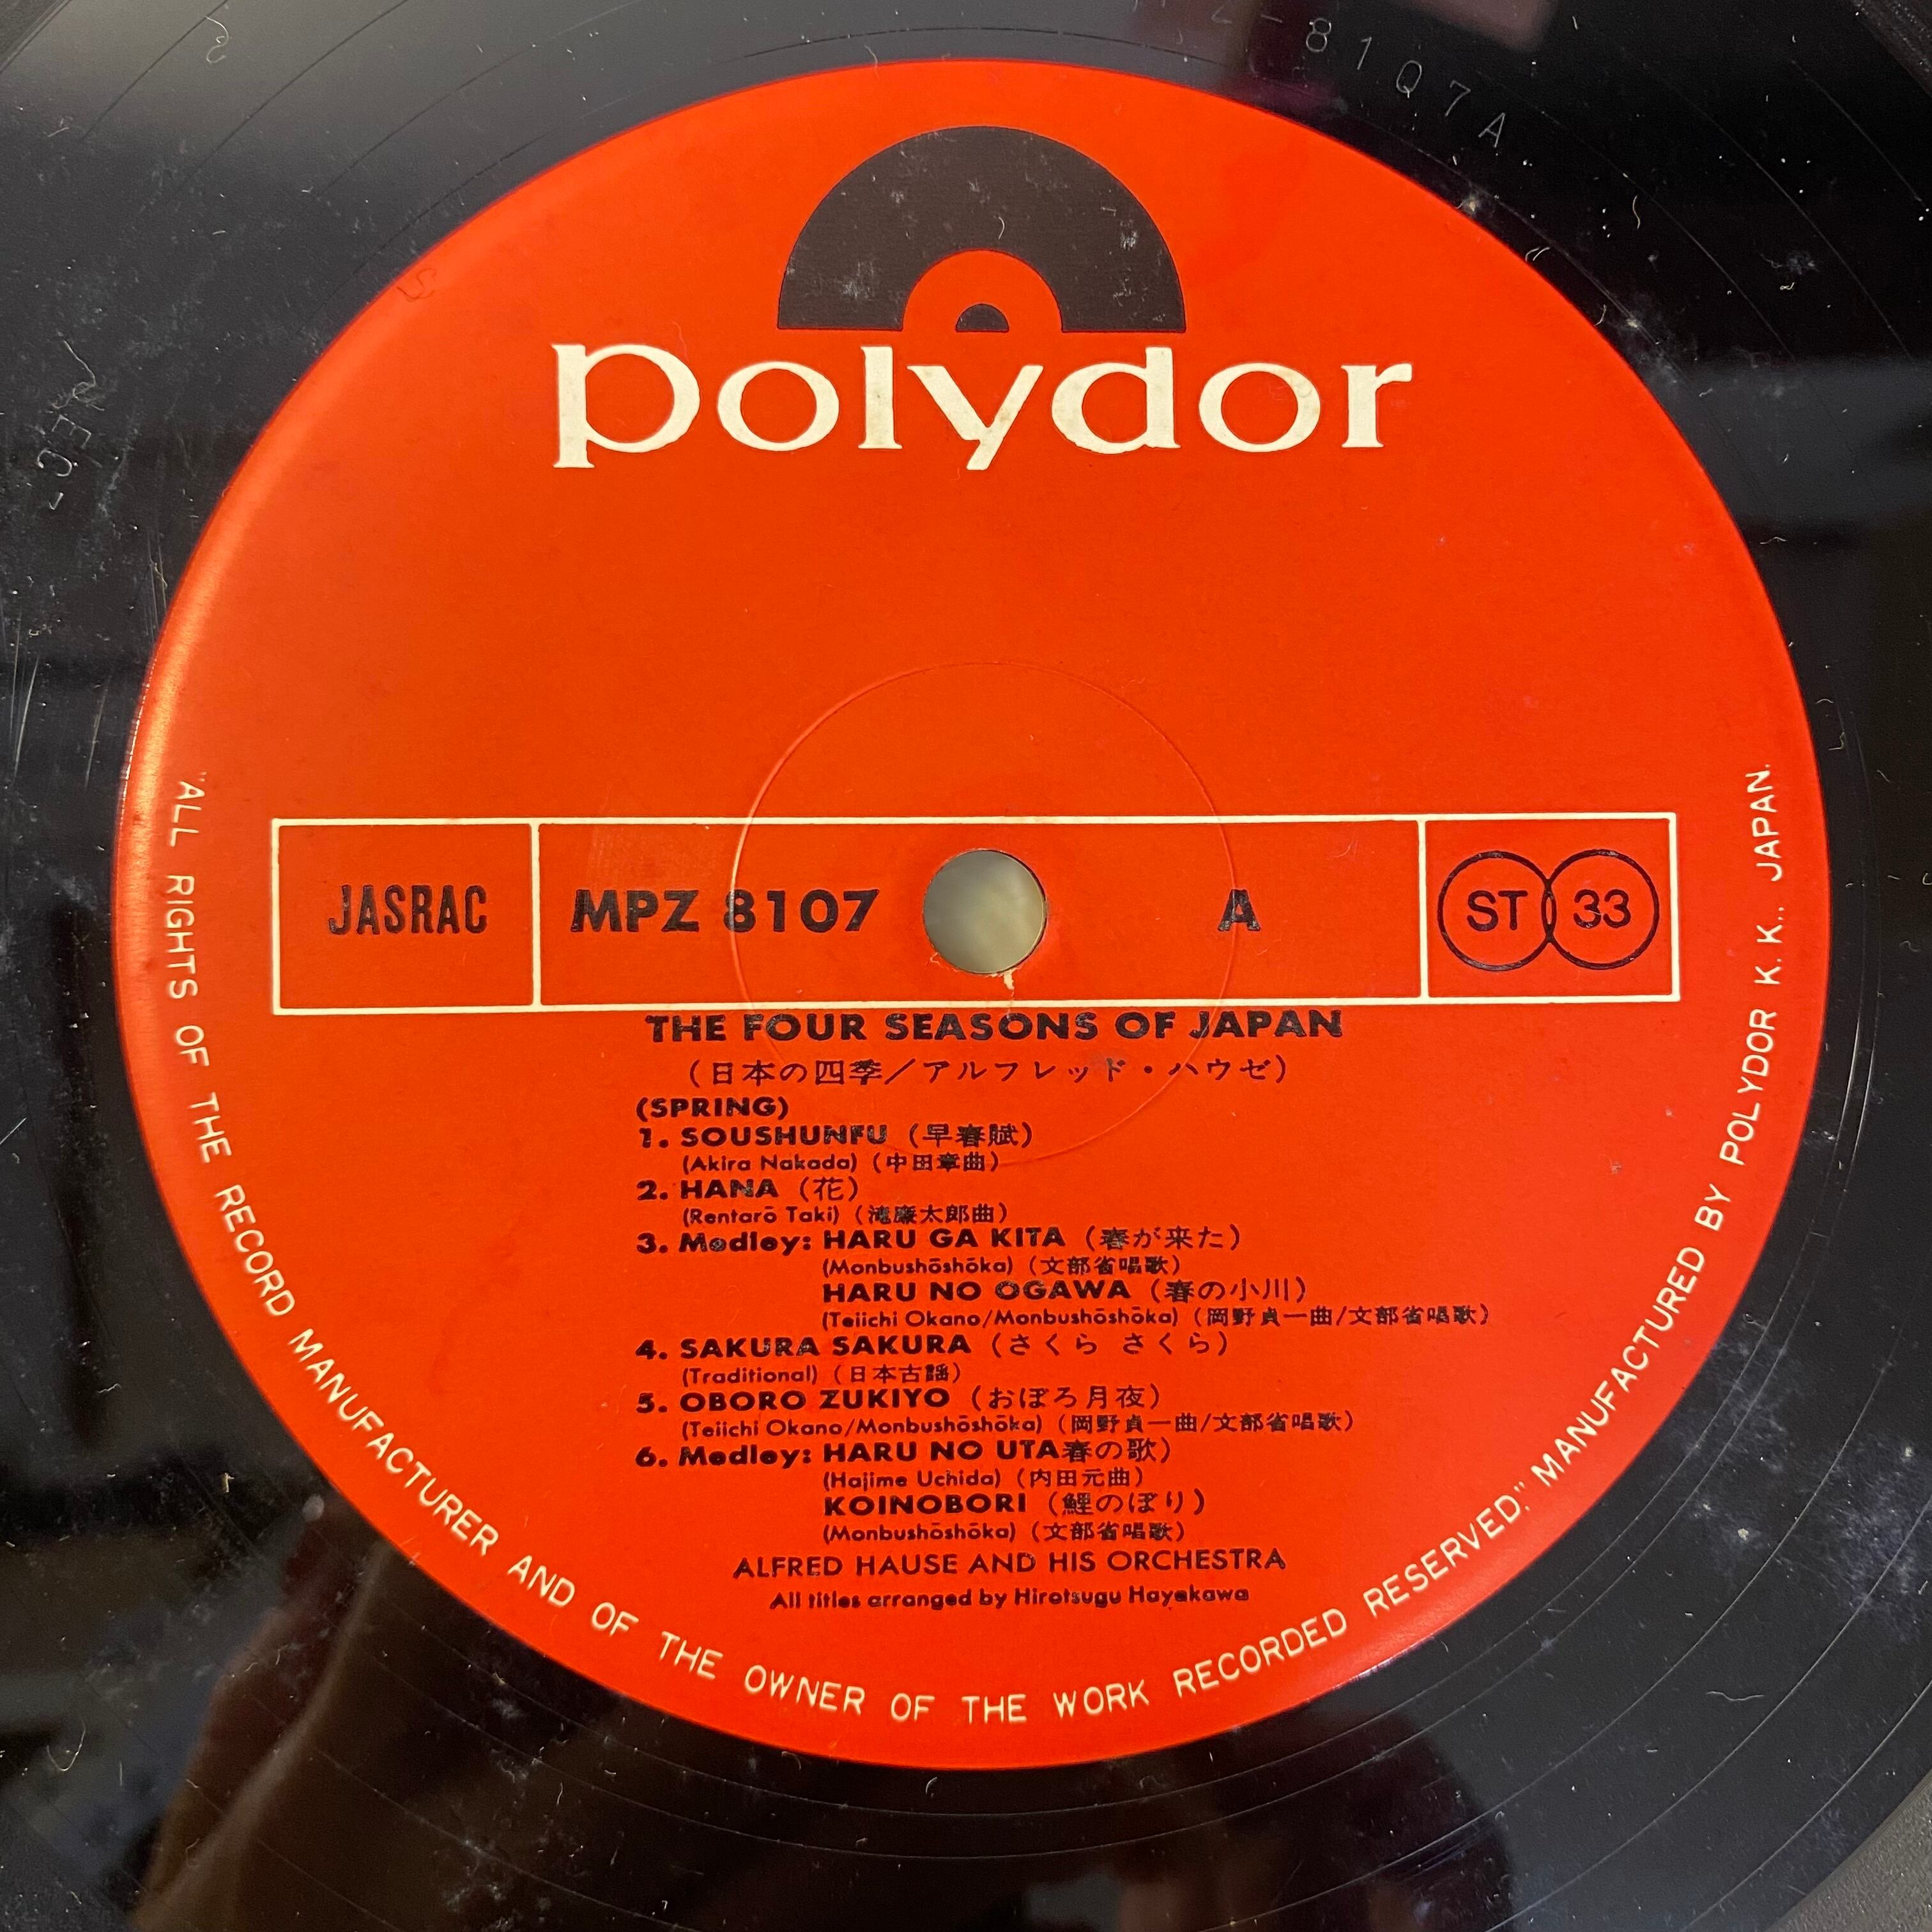 8107A
polydor
JASRAC MPZ 8107 A ST 33
THE FOUR SEASONS OF JAPAN
(日本の四季/アルフレッド・ハウゼ)
(SPRING)
1. SOUSHUNFU (早春賦)
(Akira Nakada) (中田章曲)
2. HANA (花)
(Rentarō Taki) (滝廉太郎曲)
3. Medley: HARU GA KITA (春が来た)
(Monbushōshōka) (文部省唱歌)
HARU NO OGAWA (春の小川)
(Teiichi Okano/Monbushōshōka) (岡野貞一曲/文部省唱歌)
4. SAKURA SAKURA (さくら さくら)
(Traditional) (日本古謡)
5. OBORO ZUKIYO (おぼろ月夜)
(Teiichi Okano/Monbushōshōka) (岡野貞一曲/文部省唱歌)
6. Medley: HARU NO UTA春の歌)
(Hajime Uchida) (内田元曲)
KOINOBORI (鯉のぼり)
(Monbushōshōka) (文部省唱歌)
ALFRED HAUSE AND HIS ORCHESTRA
All titles arranged by Hirotsugu Hayakawa
"ALL RIGHTS OF THE RECORD MANUFACTURER AND OF THE OWNER OF THE WORK RECORDED RESERVED." MANUFACTURED BY POLYDOR K. K., JAPAN.